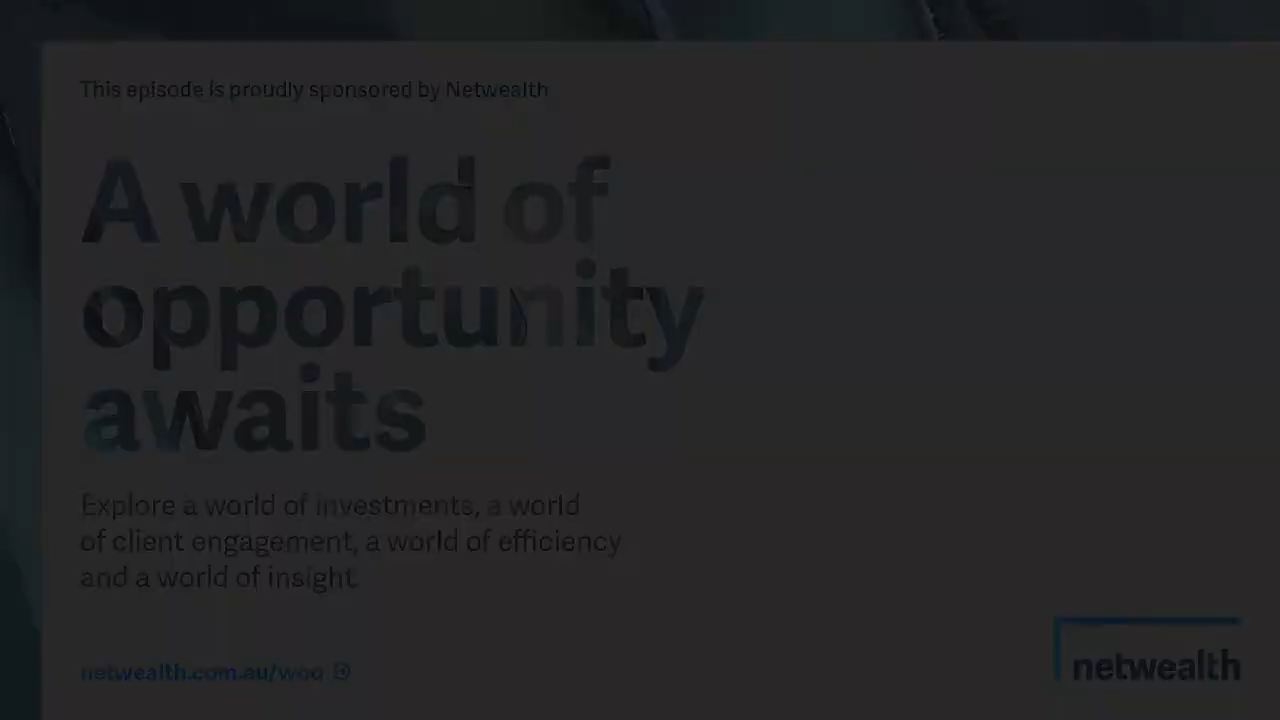 This episode is proudly sponsored by Netwealth
A world of
opportunity
awaits
Explore a world of investments, a world
of client engagement, a world of efficiency
and a world of insight
netwealth.com.au/woo
netwealth